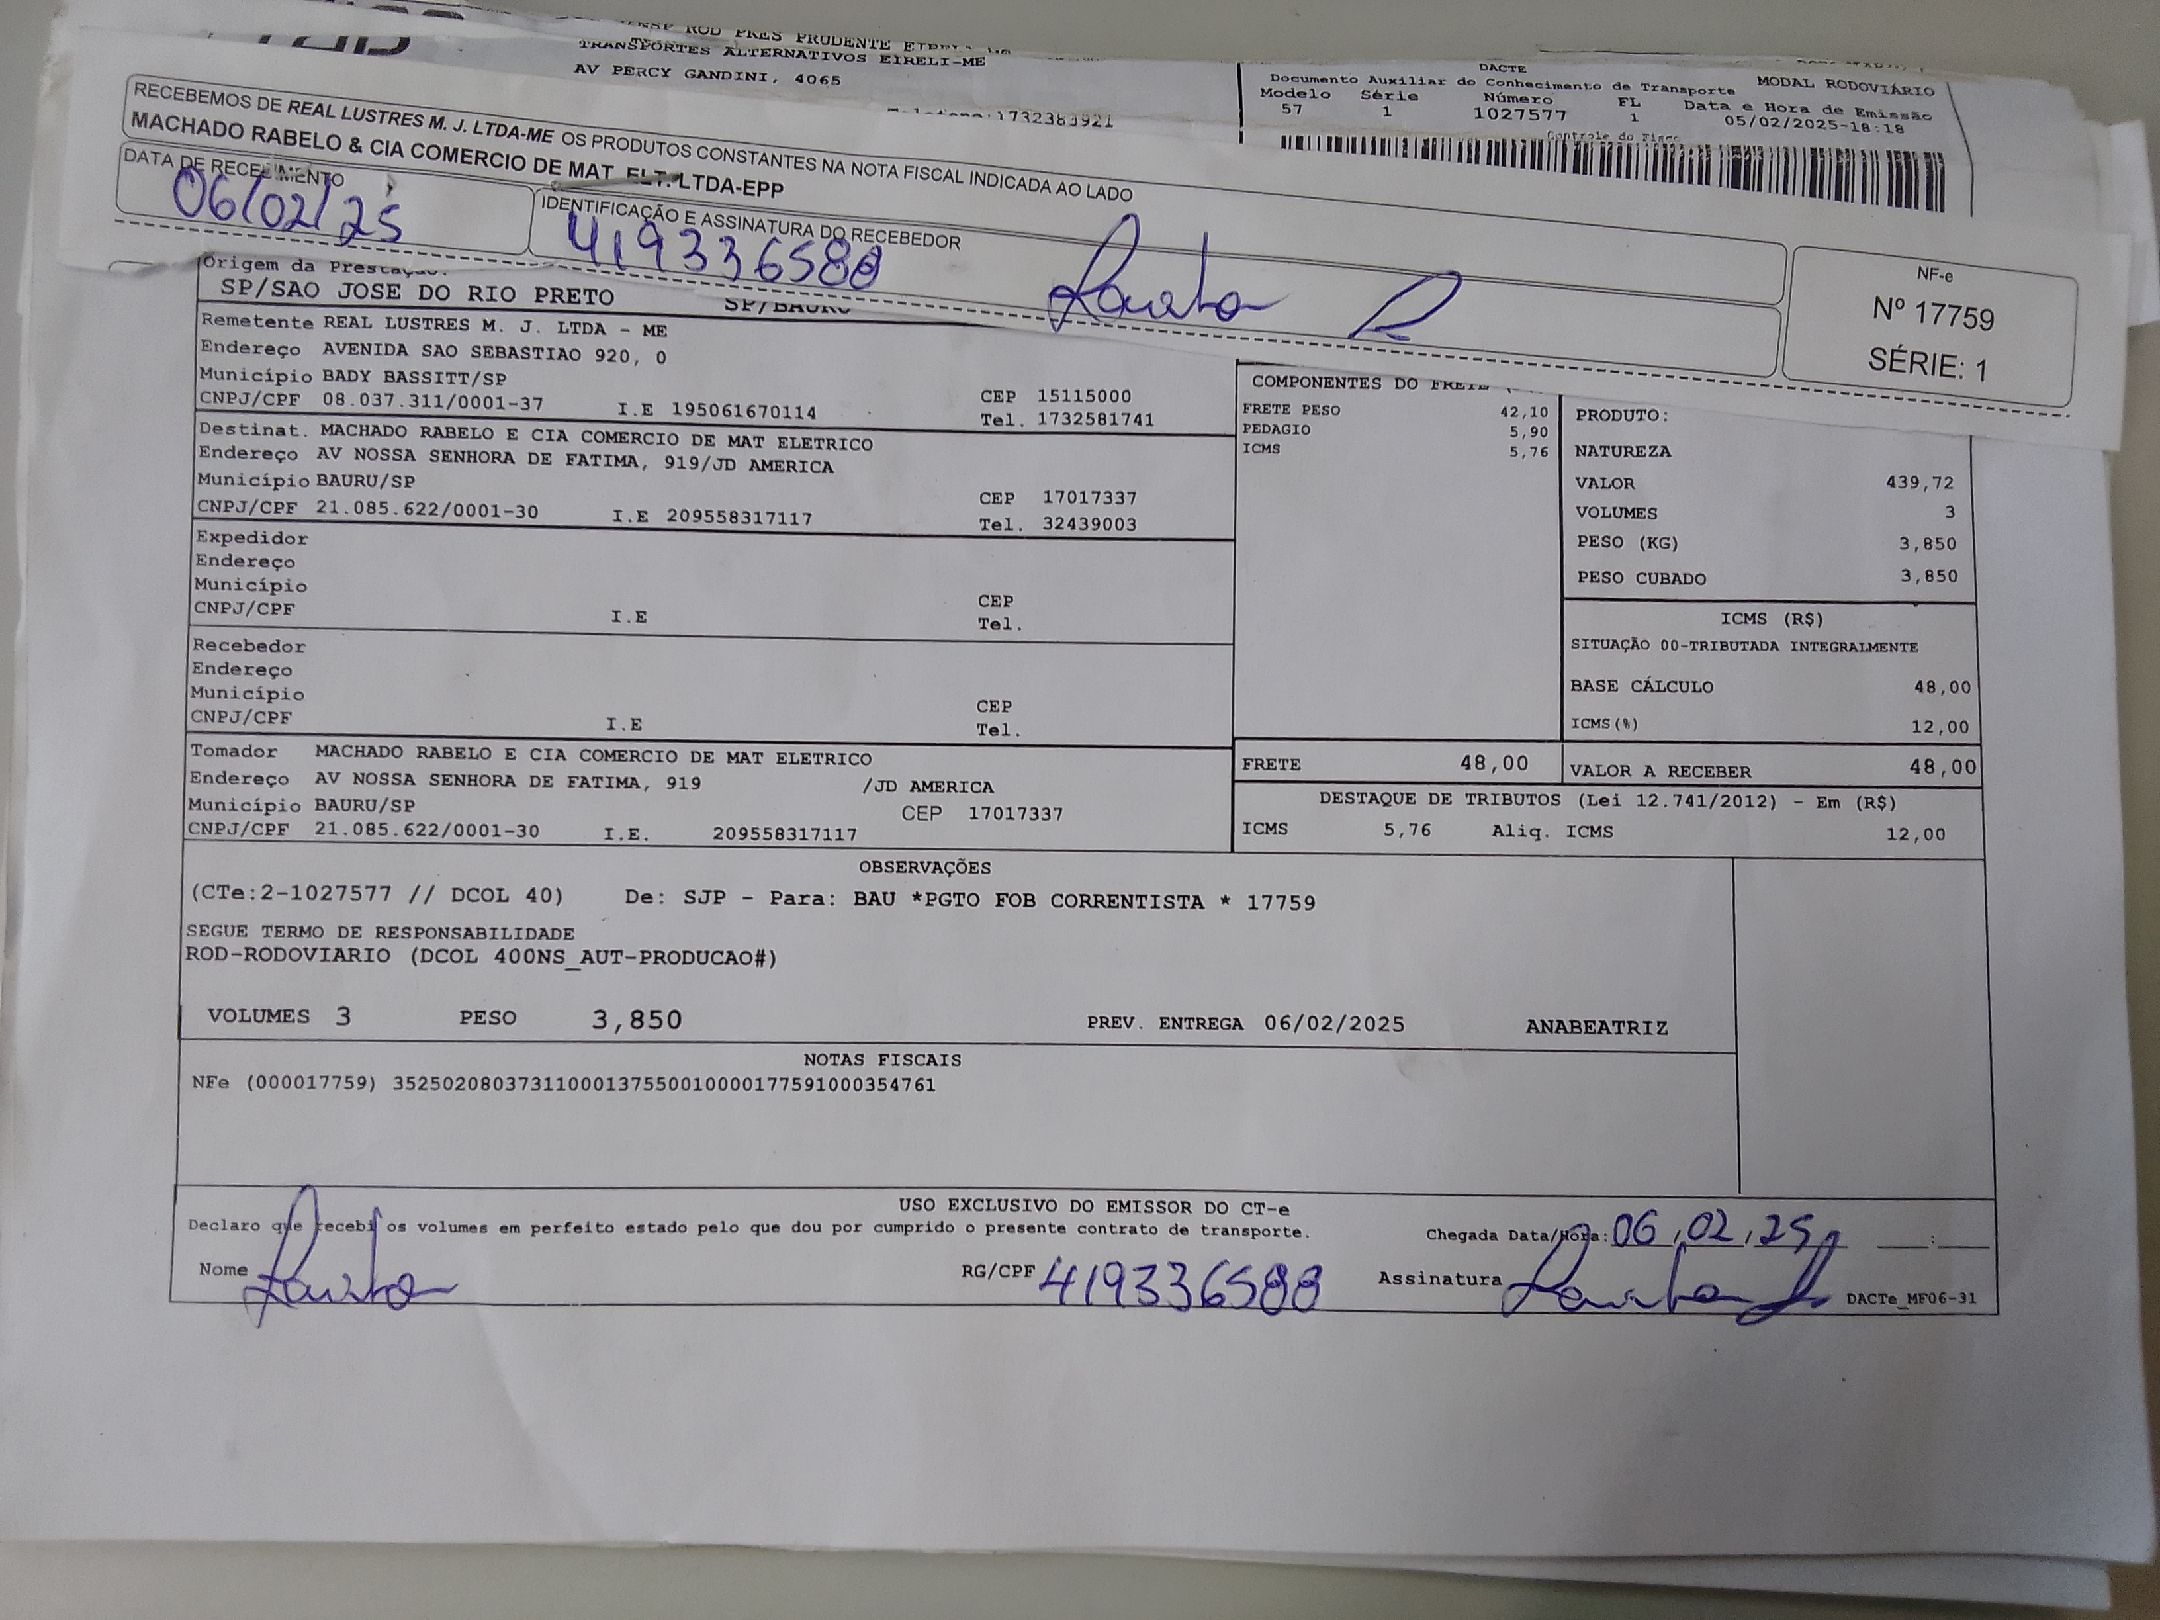 TRANSPORTES ALTERNATIVOS EIRELI-ME
AV PERCY GANDINI, 4065
1732383921
DACTE
Documento Auxiliar do Conhecimento de Transporte
MODAL RODOVIÁRIO
Modelo Série Número FL Data e Hora de Emissão
57 1 1027577 1 05/02/2025-18:18
Controle do Fisco
RECEBEMOS DE REAL LUSTRES M. J. LTDA-ME OS PRODUTOS CONSTANTES NA NOTA FISCAL INDICADA AO LADO
MACHADO RABELO & CIA COMERCIO DE MAT ELT. LTDA-EPP
DATA DE RECEBIMENTO
06/02/25
IDENTIFICAÇÃO E ASSINATURA DO RECEBEDOR
419336588
NF-e
Nº 17759
SÉRIE: 1
Origem da Prestação
SP/SAO JOSE DO RIO PRETO
SP/BAURU
Remetente REAL LUSTRES M. J. LTDA - ME
Endereço AVENIDA SAO SEBASTIAO 920, 0
Município BADY BASSITT/SP
CEP 15115000
CNPJ/CPF 08.037.311/0001-37 I.E 195061670114
Tel. 1732581741
Destinat. MACHADO RABELO E CIA COMERCIO DE MAT ELETRICO
Endereço AV NOSSA SENHORA DE FATIMA, 919/JD AMERICA
Município BAURU/SP
CEP 17017337
CNPJ/CPF 21.085.622/0001-30 I.E 209558317117
Tel. 32439003
Expedidor
Endereço
Município
CEP
CNPJ/CPF I.E
Tel.
Recebedor
Endereço
Município
CEP
CNPJ/CPF I.E
Tel.
Tomador MACHADO RABELO E CIA COMERCIO DE MAT ELETRICO
Endereço AV NOSSA SENHORA DE FATIMA, 919 /JD AMERICA
Município BAURU/SP CEP 17017337
CNPJ/CPF 21.085.622/0001-30 I.E. 209558317117
COMPONENTES DO FRETE
FRETE PESO 42,10
PEDAGIO 5,90
ICMS 5,76
PRODUTO:
NATUREZA
VALOR 439,72
VOLUMES 3
PESO (KG) 3,850
PESO CUBADO 3,850
ICMS (R$)
SITUAÇÃO 00-TRIBUTADA INTEGRALMENTE
BASE CÁLCULO 48,00
ICMS(%) 12,00
FRETE 48,00
VALOR A RECEBER 48,00
DESTAQUE DE TRIBUTOS (Lei 12.741/2012) - Em (R$)
ICMS 5,76 Aliq. ICMS 12,00
OBSERVAÇÕES
(CTe:2-1027577 // DCOL 40) De: SJP - Para: BAU *PGTO FOB CORRENTISTA * 17759
SEGUE TERMO DE RESPONSABILIDADE
ROD-RODOVIARIO (DCOL 400NS_AUT-PRODUCAO#)
VOLUMES 3 PESO 3,850 PREV. ENTREGA 06/02/2025 ANABEATRIZ
NOTAS FISCAIS
NFe (000017759) 35250208037311000137550010000177591000354761
USO EXCLUSIVO DO EMISSOR DO CT-e
Declaro que recebi os volumes em perfeito estado pelo que dou por cumprido o presente contrato de transporte.
Chegada Data/Hora: 06,02,25 :
Nome
RG/CPF 419336588
Assinatura
DACTe_MF06-31